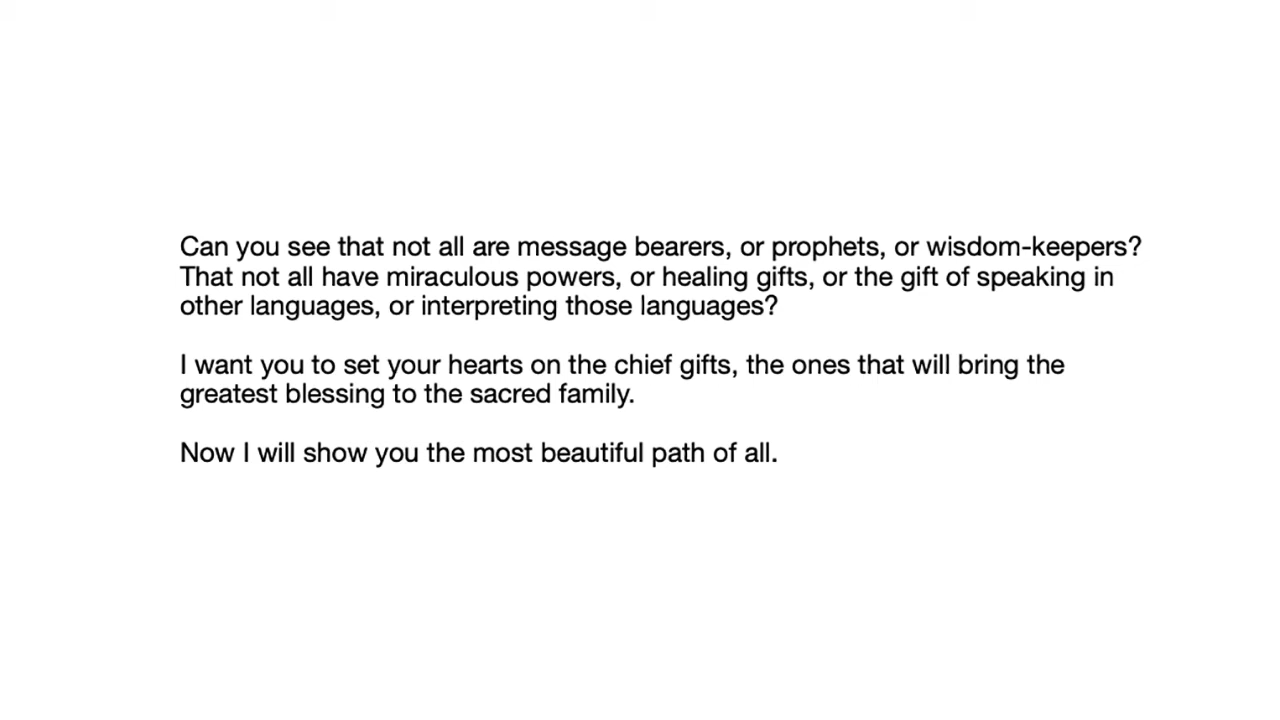 Can you see that not all are message bearers, or prophets, or wisdom-keepers?
That not all have miraculous powers, or healing gifts, or the gift of speaking in
other languages, or interpreting those languages?
I want you to set your hearts on the chief gifts, the ones that will bring the
greatest blessing to the sacred family.
Now I will show you the most beautiful path of all.